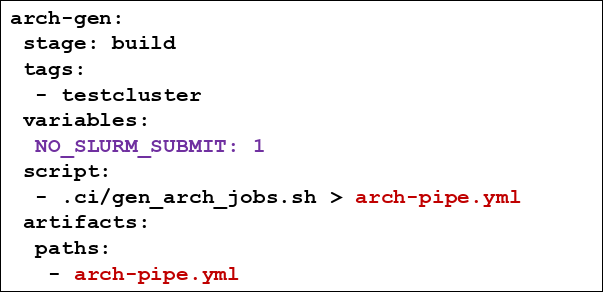 arch-gen:
 stage: build
 tags:
  - testcluster
 variables:
  NO_SLURM_SUBMIT: 1
 script:
  - .ci/gen_arch_jobs.sh > arch-pipe.yml
 artifacts:
  paths:
   - arch-pipe.yml